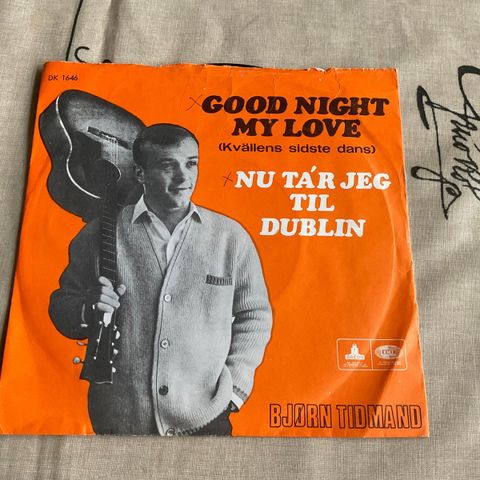 DK 1646
GOOD NIGHT
MY LOVE
(Kvällens sidste dans)
NU TA'R JEG
TIL
DUBLIN
BJØRN TIDMAND